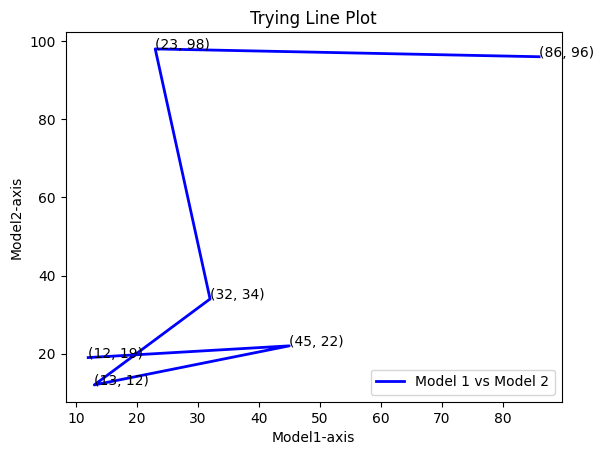 Trying Line Plot
100
80
60
40
20
Model2-axis
(23, 98)
(86, 96)
(32, 34)
(45, 22)
(12, 19)
(13, 12)
Model 1 vs Model 2
10 20 30 40 50 60 70 80
Model1-axis